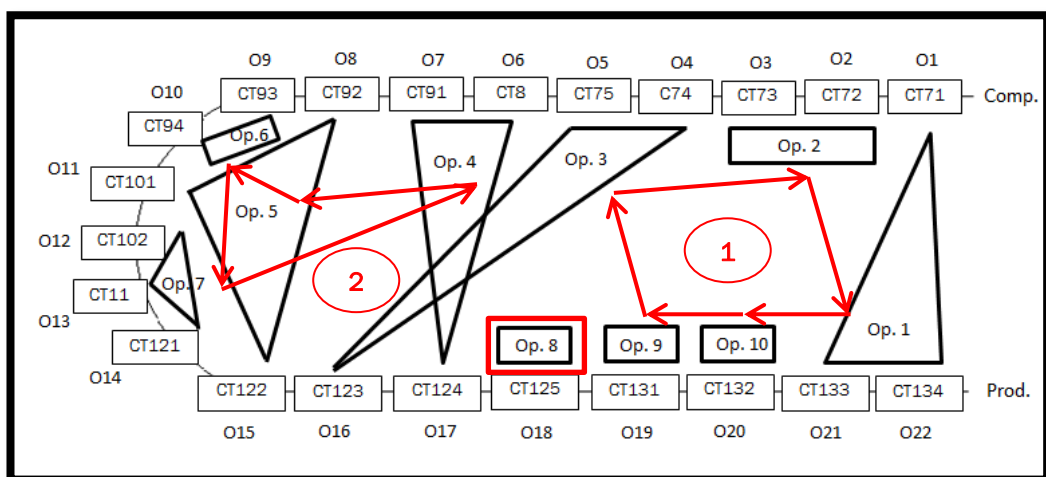 O9 O8 O7 O6 O5 O4 O3 O2 O1
O10
CT93 CT92 CT91 CT8 CT75 C74 CT73 CT72 CT71 Comp.
CT94
Op.6
Op. 4
Op. 3
Op. 2
O11
CT101
Op. 5
O12
CT102
1
2
Op. 7
CT11
O13
Op. 1
CT121
Op. 8 Op. 9 Op. 10
O14
CT122 CT123 CT124 CT125 CT131 CT132 CT133 CT134 Prod.
O15 O16 O17 O18 O19 O20 O21 O22